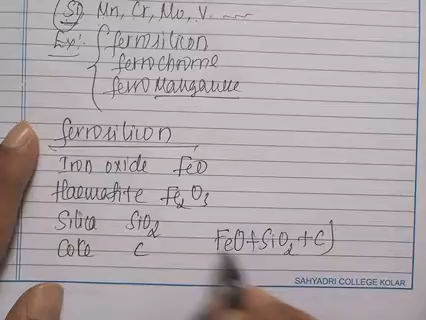 (Si) Mn, Cr, Mo, V.
Ex: ferrosilicon
ferrochrome
ferro Manganese
ferrosilicon
Iron oxide FeO
Haematite Fe2O3
Silica SiO2
Coke C
FeO + SiO2 + C
SAHYADRI COLLEGE KOLAR